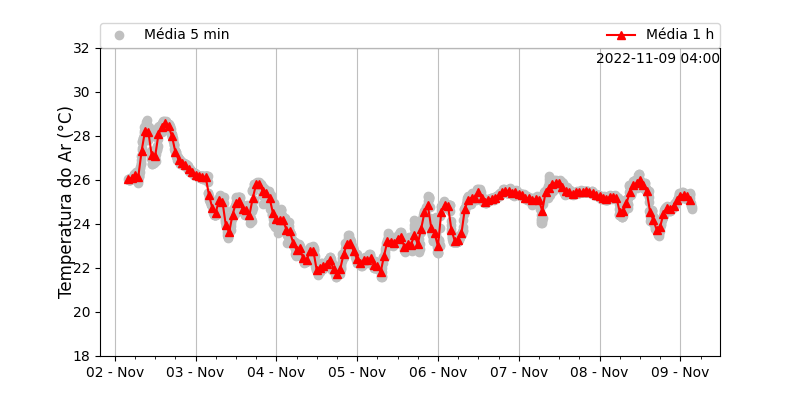 Média 5 min
Média 1 h
2022-11-09 04:00
Temperatura do Ar (°C)
32
30
28
26
24
22
20
18
02 - Nov
03 - Nov
04 - Nov
05 - Nov
06 - Nov
07 - Nov
08 - Nov
09 - Nov